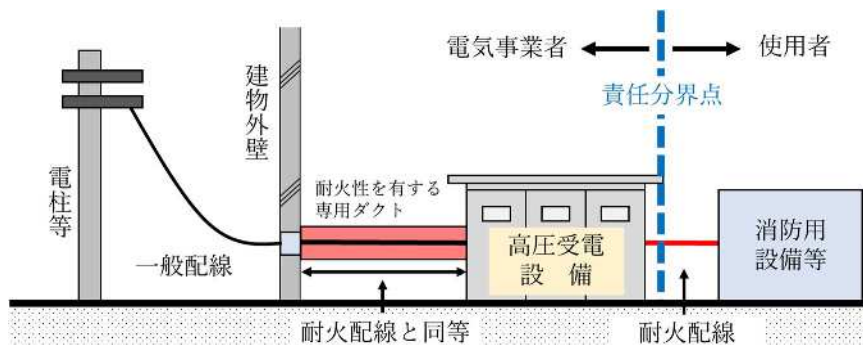 電気事業者
使用者
責任分界点
建物外壁
電柱等
耐火性を有する
専用ダクト
一般配線
高圧受電
設　備
消防用
設備等
耐火配線と同等
耐火配線